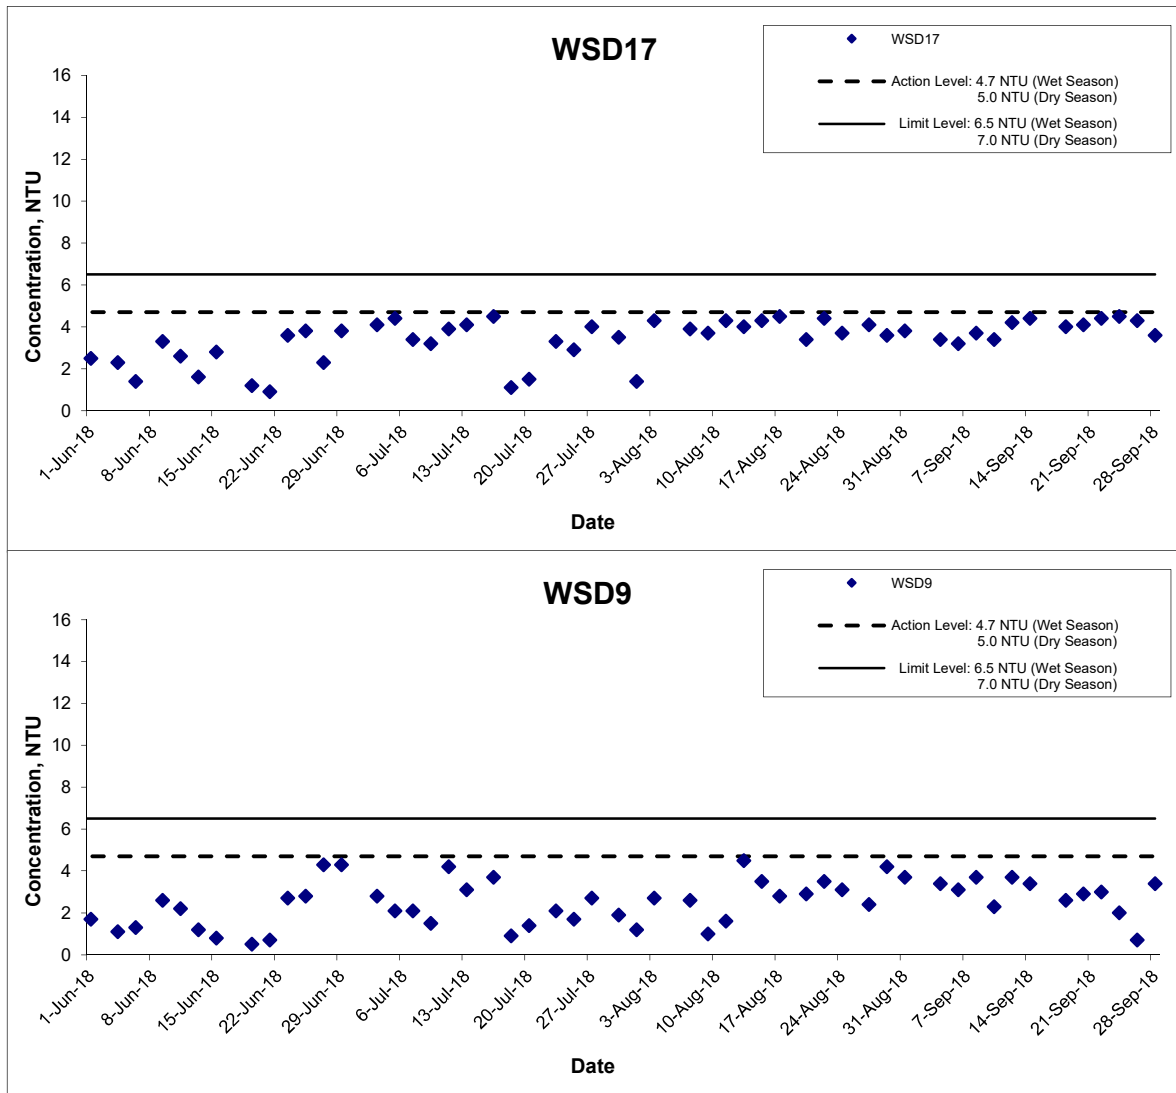 WSD17
WSD17
Action Level: 4.7 NTU (Wet Season)
5.0 NTU (Dry Season)
Limit Level: 6.5 NTU (Wet Season)
7.0 NTU (Dry Season)
Concentration, NTU
16
14
12
10
8
6
4
2
0
1-Jun-18
8-Jun-18
15-Jun-18
22-Jun-18
29-Jun-18
6-Jul-18
13-Jul-18
20-Jul-18
27-Jul-18
3-Aug-18
10-Aug-18
17-Aug-18
24-Aug-18
31-Aug-18
7-Sep-18
14-Sep-18
21-Sep-18
28-Sep-18
Date
WSD9
WSD9
Action Level: 4.7 NTU (Wet Season)
5.0 NTU (Dry Season)
Limit Level: 6.5 NTU (Wet Season)
7.0 NTU (Dry Season)
Concentration, NTU
16
14
12
10
8
6
4
2
0
1-Jun-18
8-Jun-18
15-Jun-18
22-Jun-18
29-Jun-18
6-Jul-18
13-Jul-18
20-Jul-18
27-Jul-18
3-Aug-18
10-Aug-18
17-Aug-18
24-Aug-18
31-Aug-18
7-Sep-18
14-Sep-18
21-Sep-18
28-Sep-18
Date